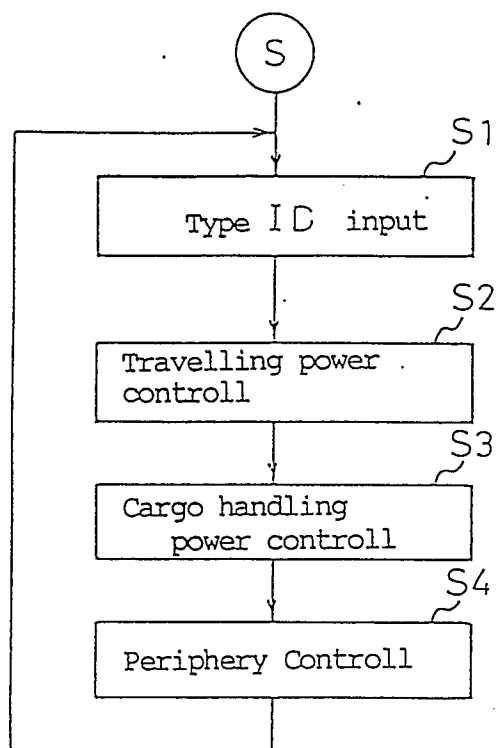 S
S1
Type ID input
S2
Travelling power
controll
S3
Cargo handling
power controll
S4
Periphery Controll